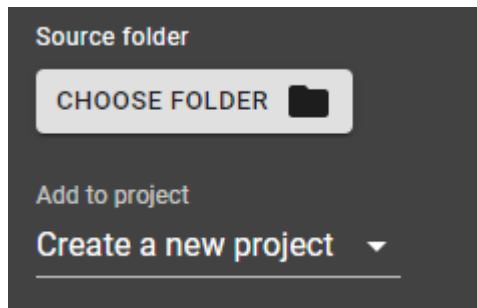 Source folder
CHOOSE FOLDER
Add to project
Create a new project